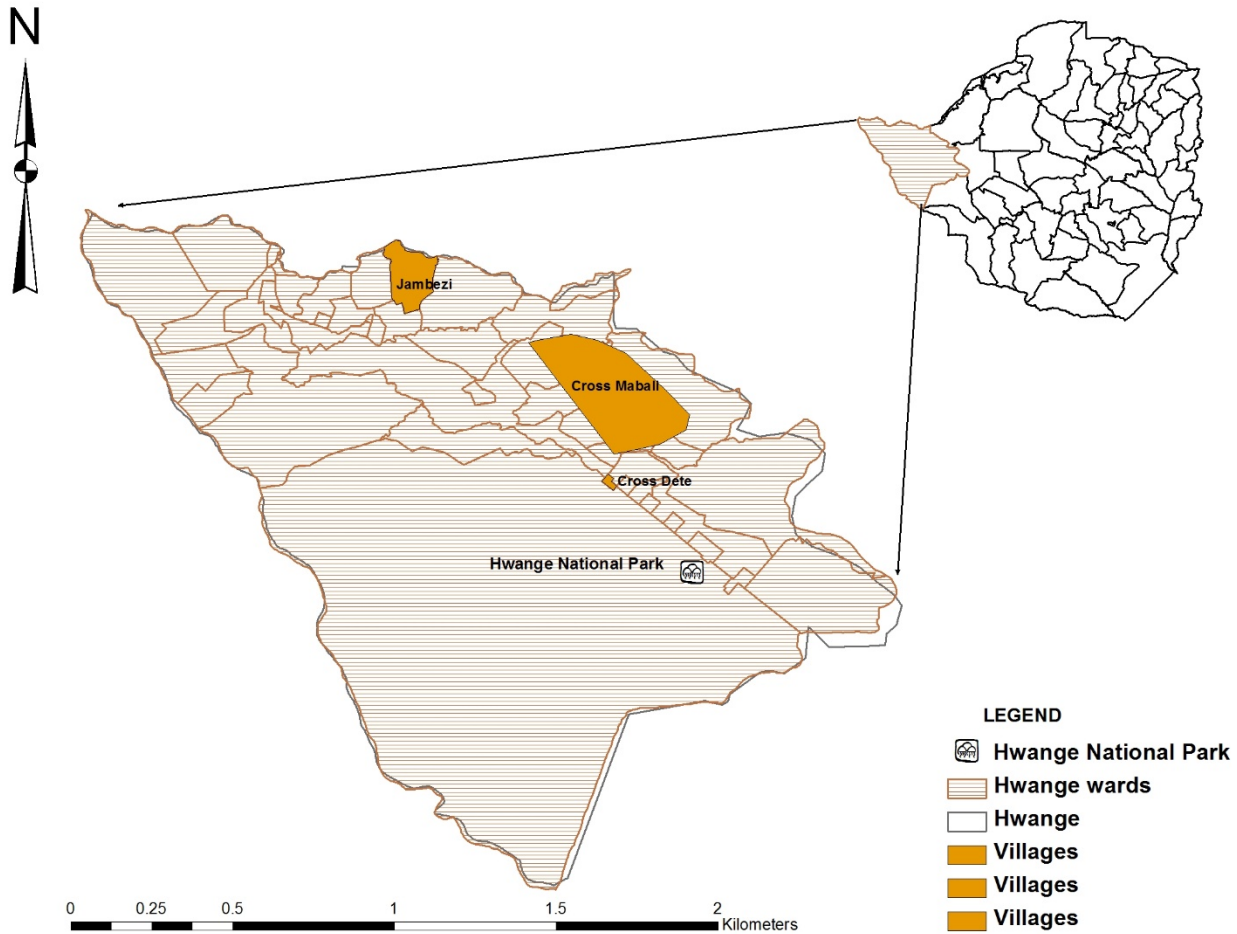 N
Jambezi
Cross Mabali
Cross Dete
Hwange National Park
LEGEND
Hwange National Park
Hwange wards
Hwange
Villages
Villages
Villages
0 0.25 0.5 1 1.5 2
Kilometers